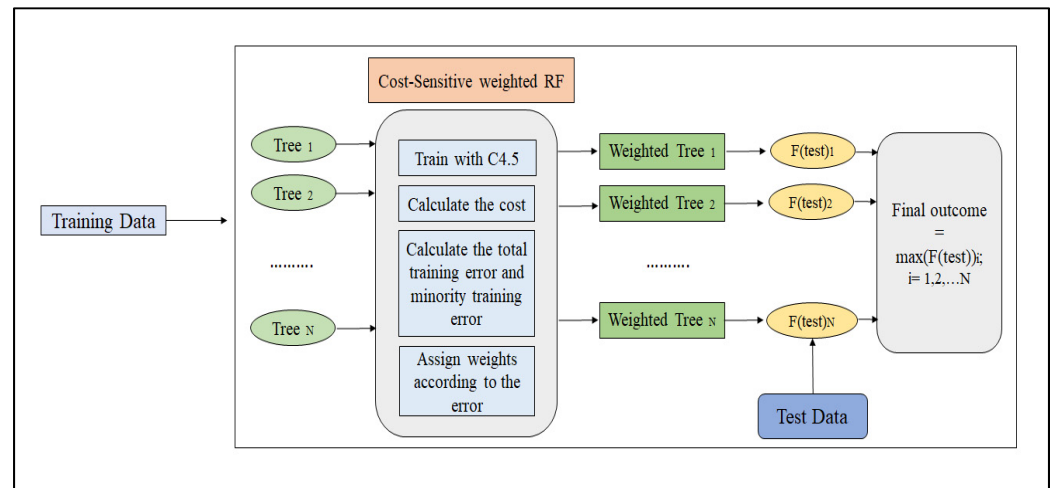 Cost-Sensitive weighted RF
Training Data
Tree 1
Tree 2
..........
Tree N
Train with C4.5
Calculate the cost
Calculate the total
training error and
minority training
error
Assign weights
according to the
error
Weighted Tree 1
Weighted Tree 2
..........
Weighted Tree N
F(test)1
F(test)2
F(test)N
Test Data
Final outcome
=
max(F(test))i;
i= 1,2,…N